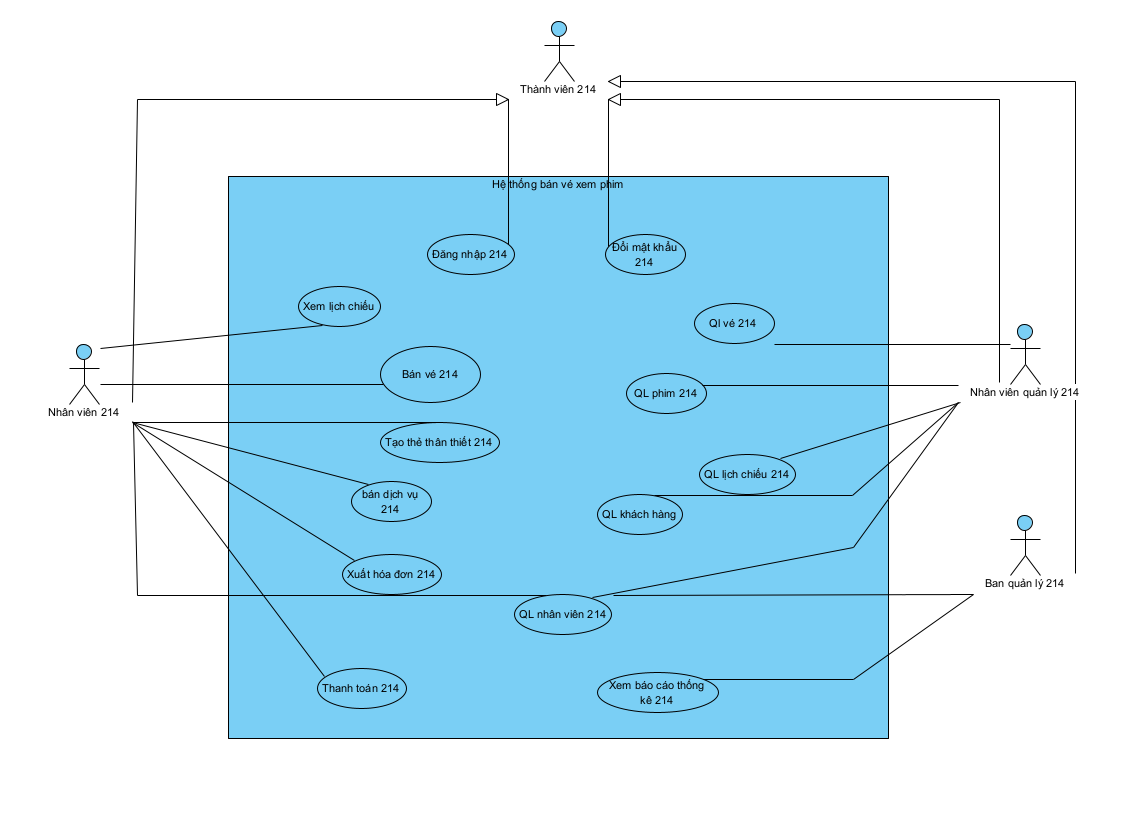 Thành viên 214
Hệ thống bán vé xem phim
Đăng nhập 214
Đổi mật khẩu
214
Xem lịch chiếu
Ql vé 214
Bán vé 214
QL phim 214
Nhân viên quản lý 214
Nhân viên 214
Tạo thẻ thân thiết 214
QL lịch chiếu 214
bán dịch vụ
214
QL khách hàng
Xuất hóa đơn 214
Ban quản lý 214
QL nhân viên 214
Thanh toán 214
Xem báo cáo thống
kê 214